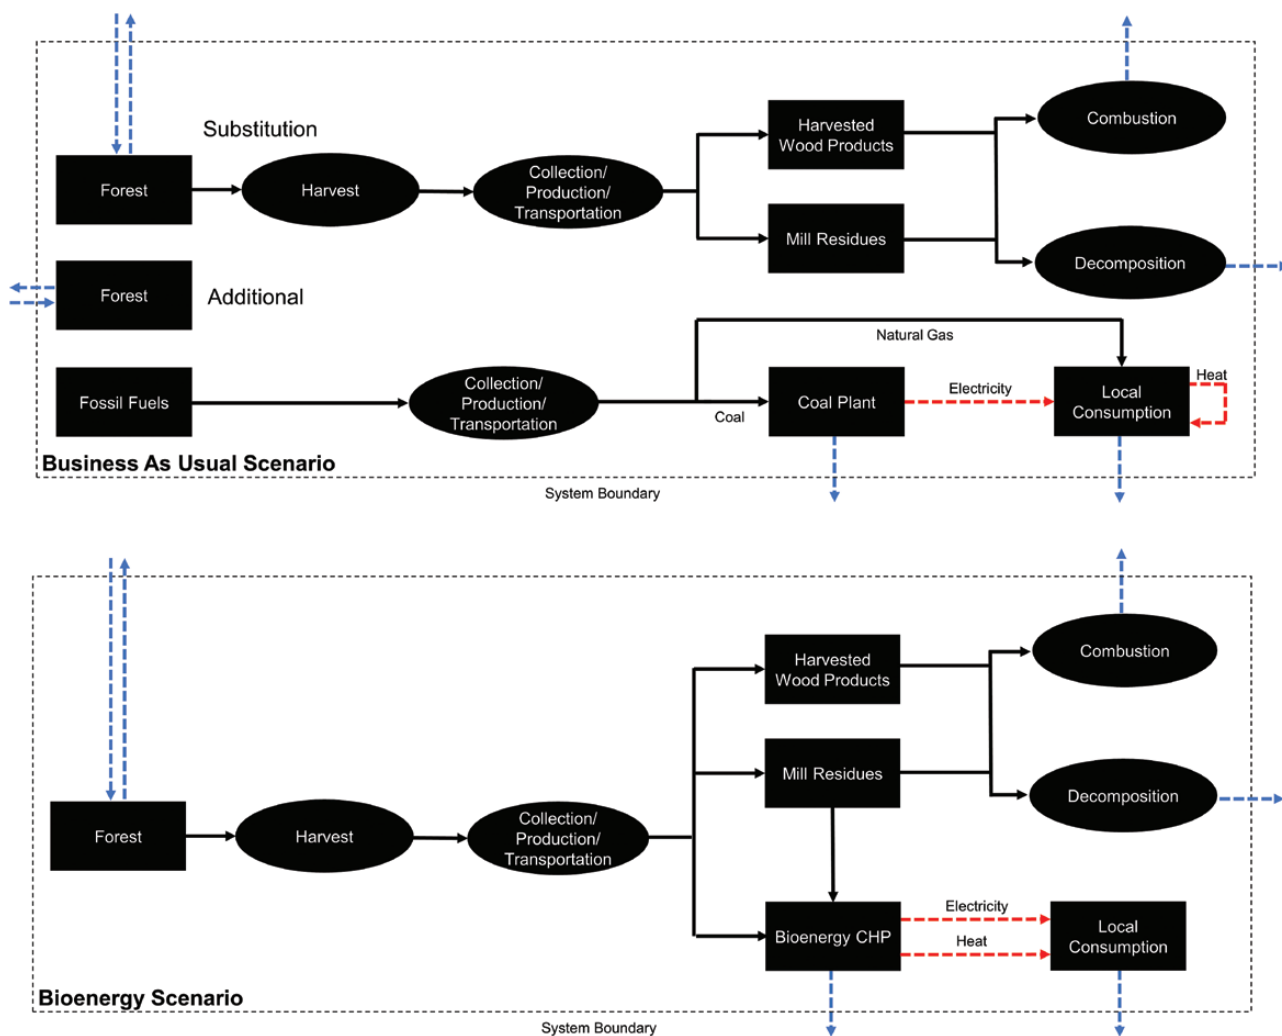 Substitution
Forest
Harvest
Collection/
Production/
Transportation
Harvested
Wood Products
Mill Residues
Combustion
Decomposition
Forest
Additional
Fossil Fuels
Collection/
Production/
Transportation
Natural Gas
Coal
Coal Plant
Electricity
Local
Consumption
Heat
Business As Usual Scenario
System Boundary
Forest
Harvest
Collection/
Production/
Transportation
Harvested
Wood Products
Mill Residues
Combustion
Decomposition
Bioenergy CHP
Electricity
Heat
Local
Consumption
Bioenergy Scenario
System Boundary